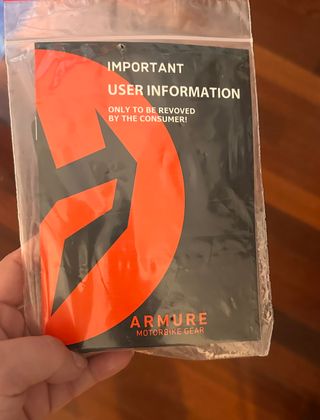 IMPORTANT
USER INFORMATION
ONLY TO BE REVOVED
BY THE CONSUMER!
ARMURE
MOTORBIKE GEAR